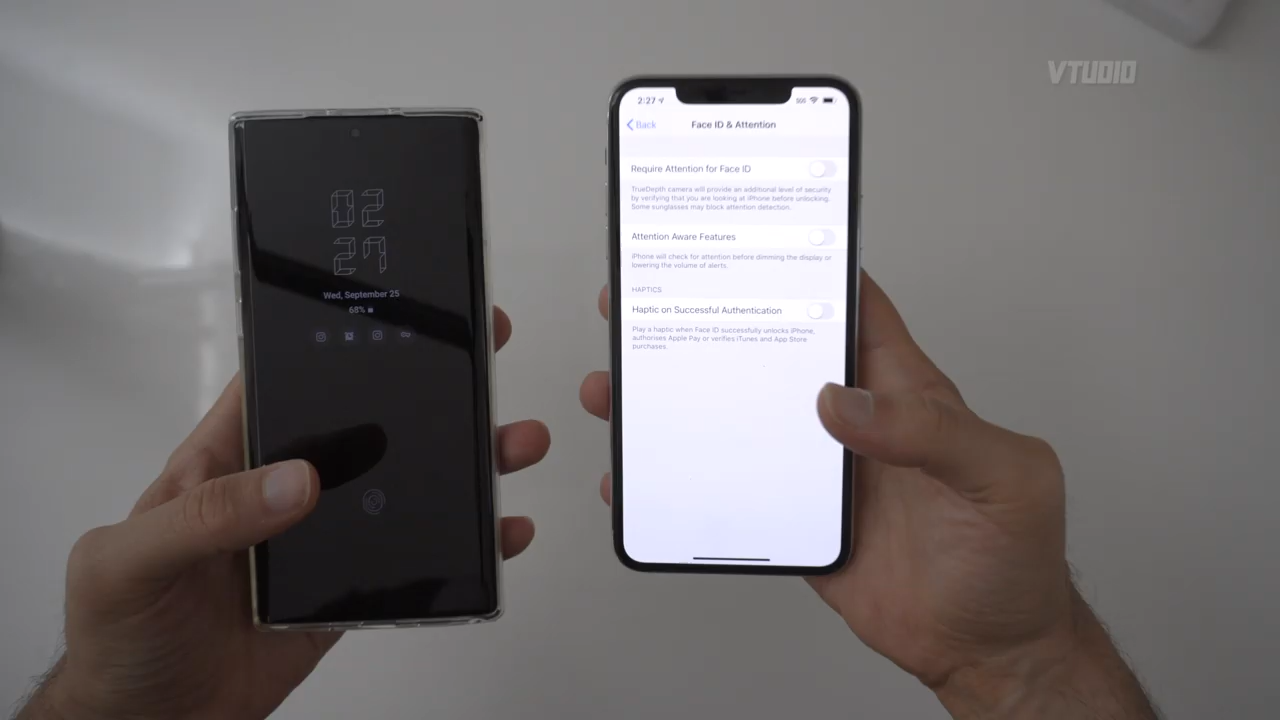 VTUDIO
02
27
Wed, September 25
68%
2:27
Back
Face ID & Attention
Require Attention for Face ID
TrueDepth camera will provide an additional level of security
by verifying that you are looking at iPhone before unlocking.
Some sunglasses may block attention detection.
Attention Aware Features
iPhone will check for attention before dimming the display or
lowering the volume of alerts.
HAPTICS
Haptic on Successful Authentication
Play a haptic when Face ID successfully unlocks iPhone,
authorises Apple Pay or verifies iTunes and App Store
purchases.